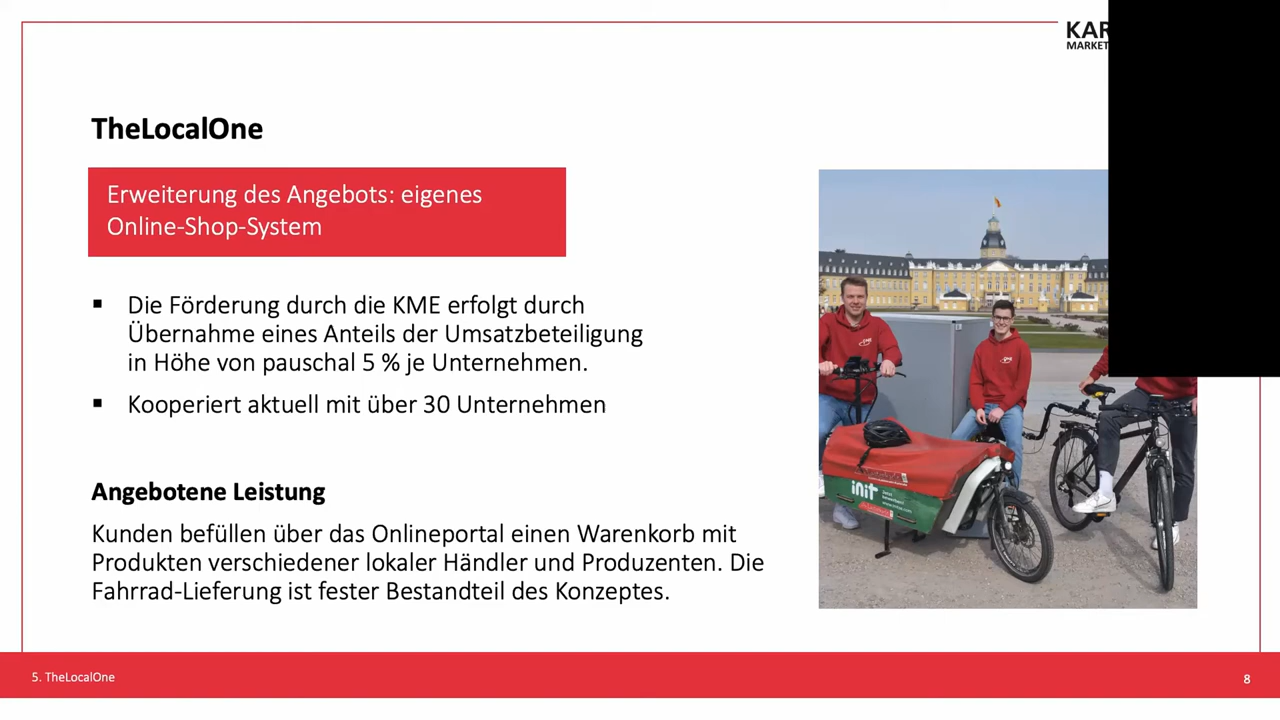 KAR
MARKET
TheLocalOne
Erweiterung des Angebots: eigenes
Online-Shop-System
▪ Die Förderung durch die KME erfolgt durch
Übernahme eines Anteils der Umsatzbeteiligung
in Höhe von pauschal 5 % je Unternehmen.
▪ Kooperiert aktuell mit über 30 Unternehmen
Angebotene Leistung
Kunden befüllen über das Onlineportal einen Warenkorb mit
Produkten verschiedener lokaler Händler und Produzenten. Die
Fahrrad-Lieferung ist fester Bestandteil des Konzeptes.
init
5. TheLocalOne
8